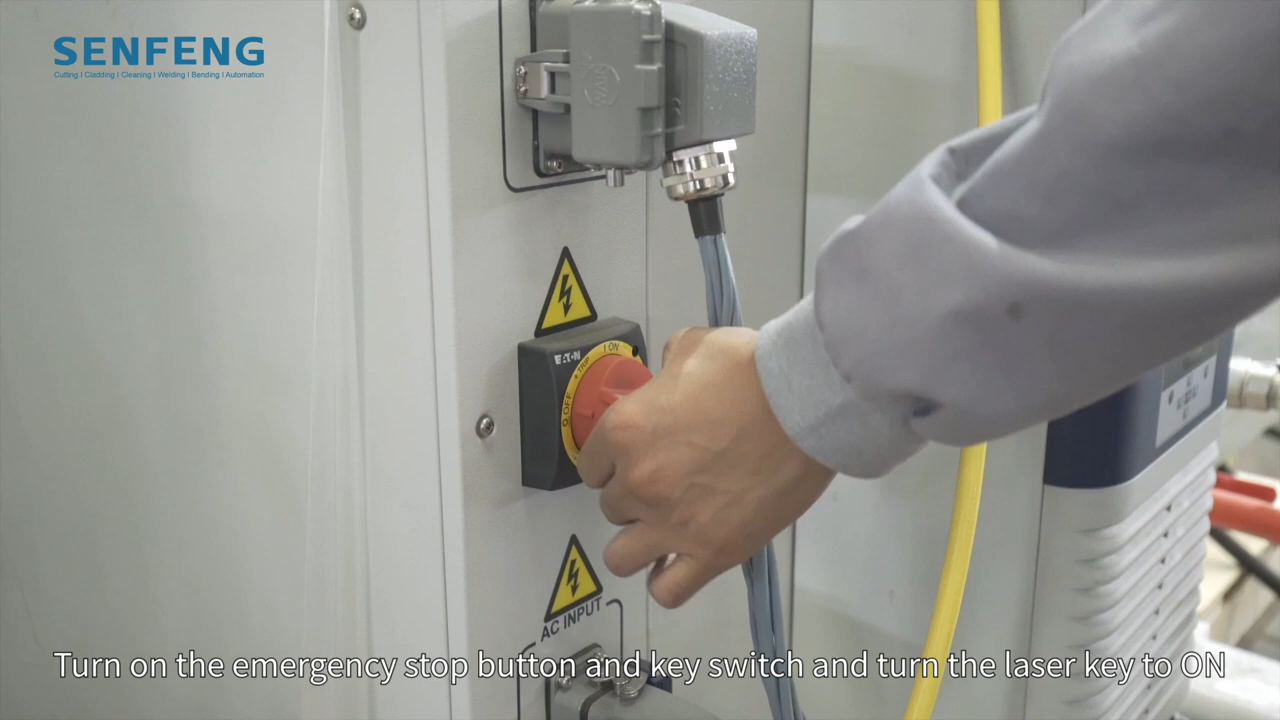 SENFENG
Cutting I Cladding I Cleaning I Welding I Bending I Automation
EATON
I ON
+ TRIP
O OFF
AC INPUT
Turn on the emergency stop button and key switch and turn the laser key to ON